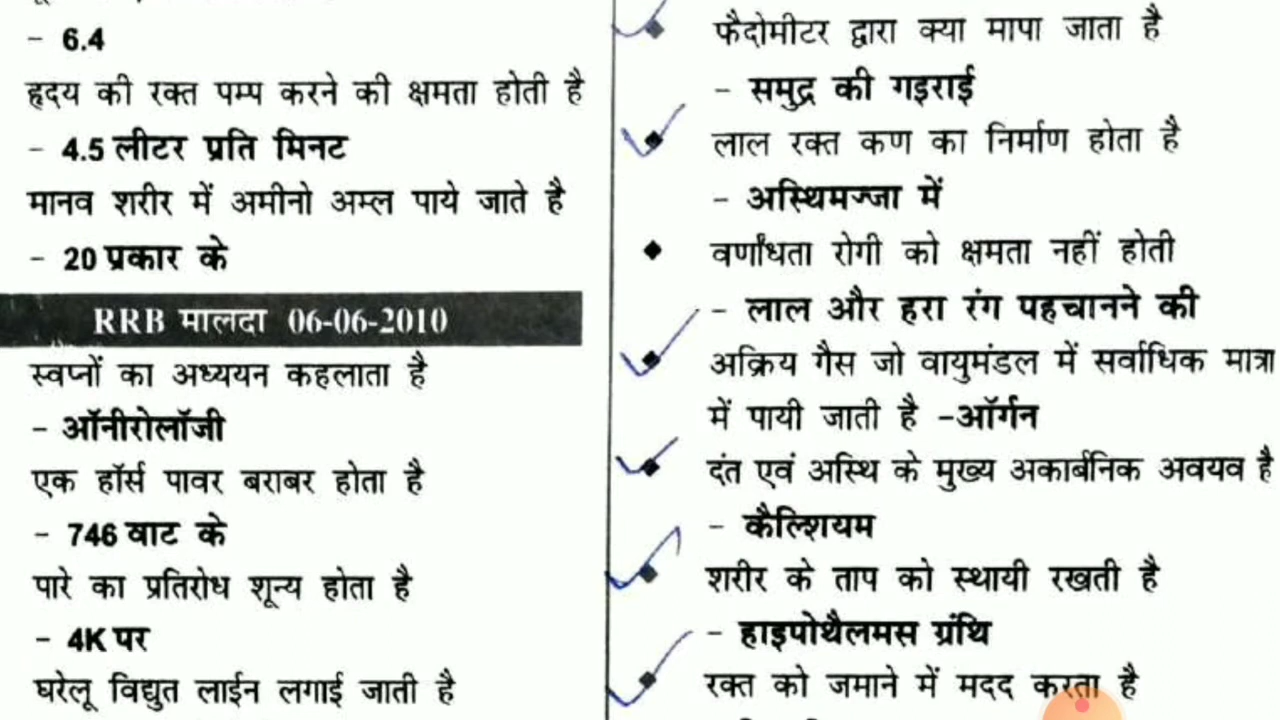 - 6.4
हृदय की रक्त पम्प करने की क्षमता होती है
- 4.5 लीटर प्रति मिनट
मानव शरीर में अमीनो अम्ल पाये जाते है
- 20 प्रकार के
RRB मालदा 06-06-2010
स्वप्नों का अध्ययन कहलाता है
- ऑनीरोलॉजी
एक हॉर्स पावर बराबर होता है
- 746 वाट के
पारे का प्रतिरोध शून्य होता है
- 4K पर
घरेलू विद्युत लाईन लगाई जाती है
फैदोमीटर द्वारा क्या मापा जाता है
- समुद्र की गइराई
लाल रक्त कण का निर्माण होता है
- अस्थिमज्जा में
वर्णांधता रोगी को क्षमता नहीं होती
- लाल और हरा रंग पहचानने की
अक्रिय गैस जो वायुमंडल में सर्वाधिक मात्रा
में पायी जाती है -ऑर्गन
दंत एवं अस्थि के मुख्य अकार्बनिक अवयव है
- कैल्शियम
शरीर के ताप को स्थायी रखती है
- हाइपोथैलमस ग्रंथि
रक्त को जमाने में मदद करता है